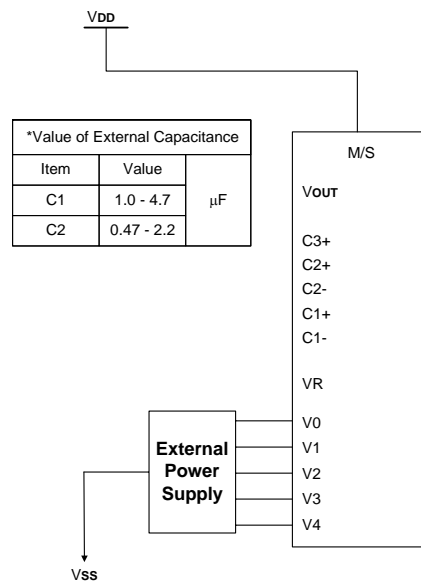 VDD
*Value of External Capacitance
Item Value
C1 1.0 - 4.7 μF
C2 0.47 - 2.2
M/S
VOUT
C3+
C2+
C2-
C1+
C1-
VR
V0
V1
V2
V3
V4
External
Power
Supply
VSS